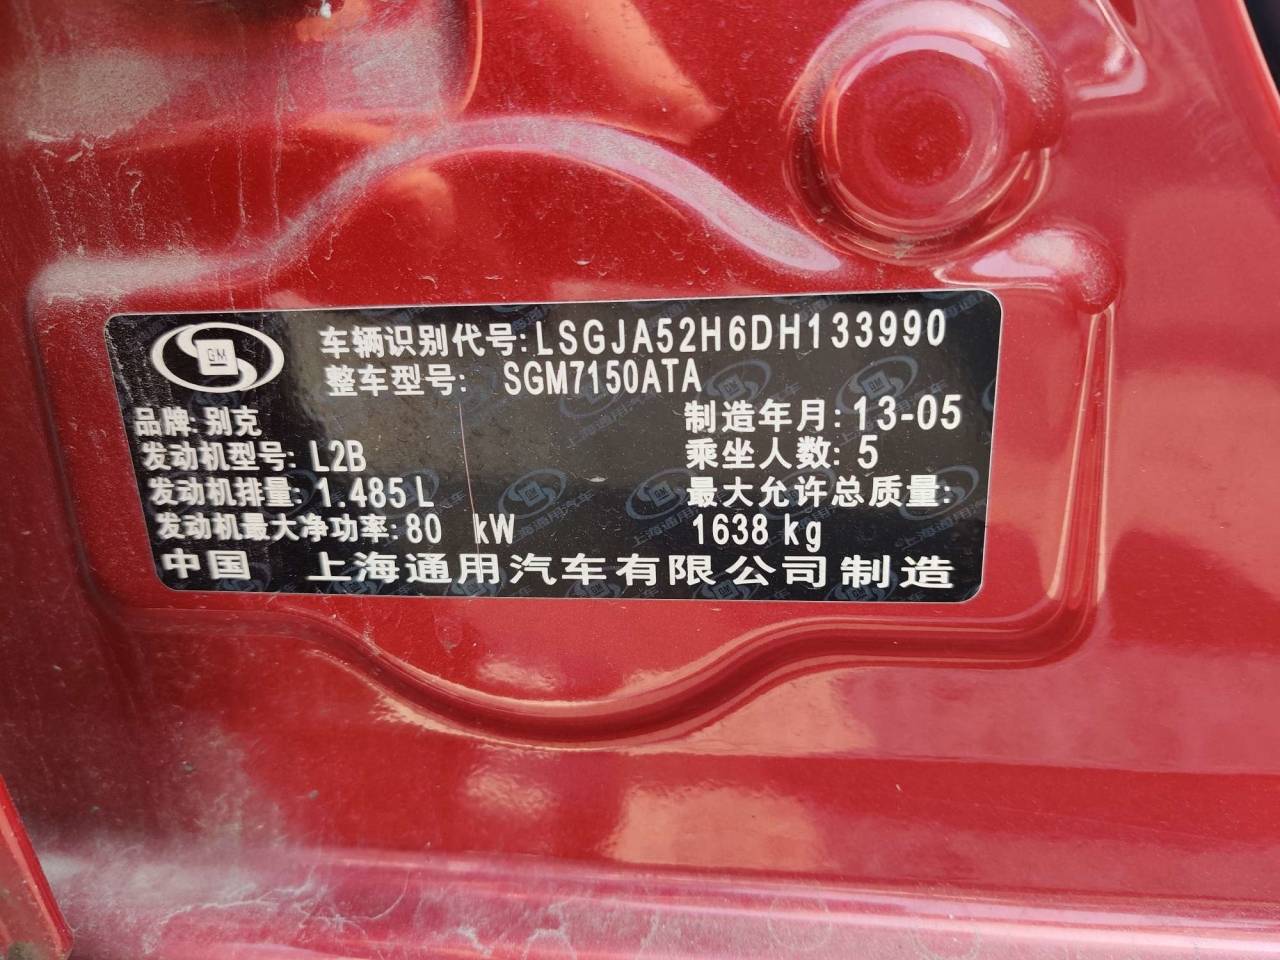 GM
车辆识别代号:LSGJA52H6DH133990
整车型号: SGM7150ATA
品牌: 别克
制造年月: 13-05
发动机型号: L2B
乘坐人数: 5
发动机排量: 1.485L
最大允许总质量:
发动机最大净功率: 80 kW
1638 kg
中国 上海通用汽车有限公司制造